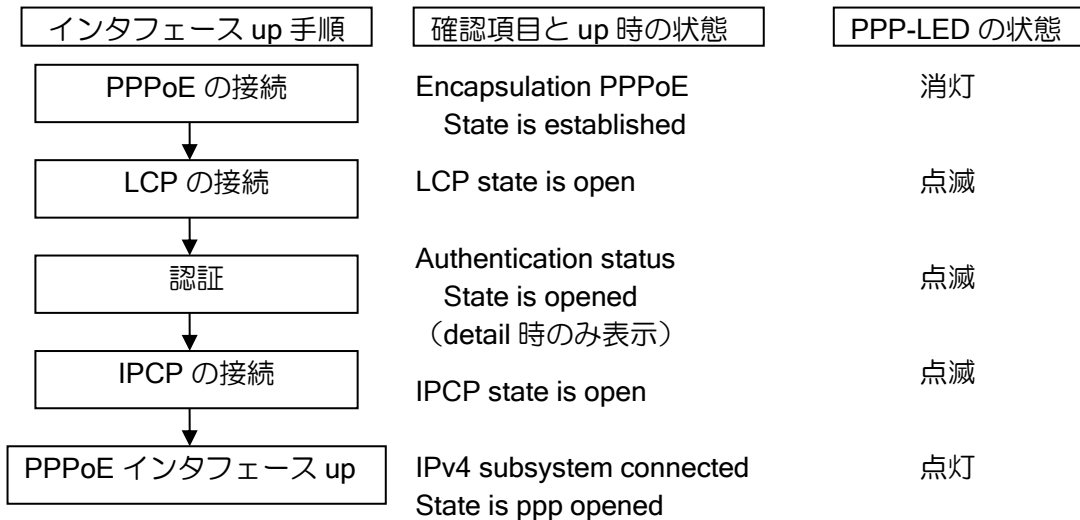 インタフェース up 手順
確認項目と up 時の状態
PPP-LED の状態
PPPoE の接続
Encapsulation PPPoE
State is established
消灯
LCP の接続
LCP state is open
点滅
認証
Authentication status
State is opened
（detail 時のみ表示）
点滅
IPCP の接続
IPCP state is open
点滅
PPPoE インタフェース up
IPv4 subsystem connected
State is ppp opened
点灯